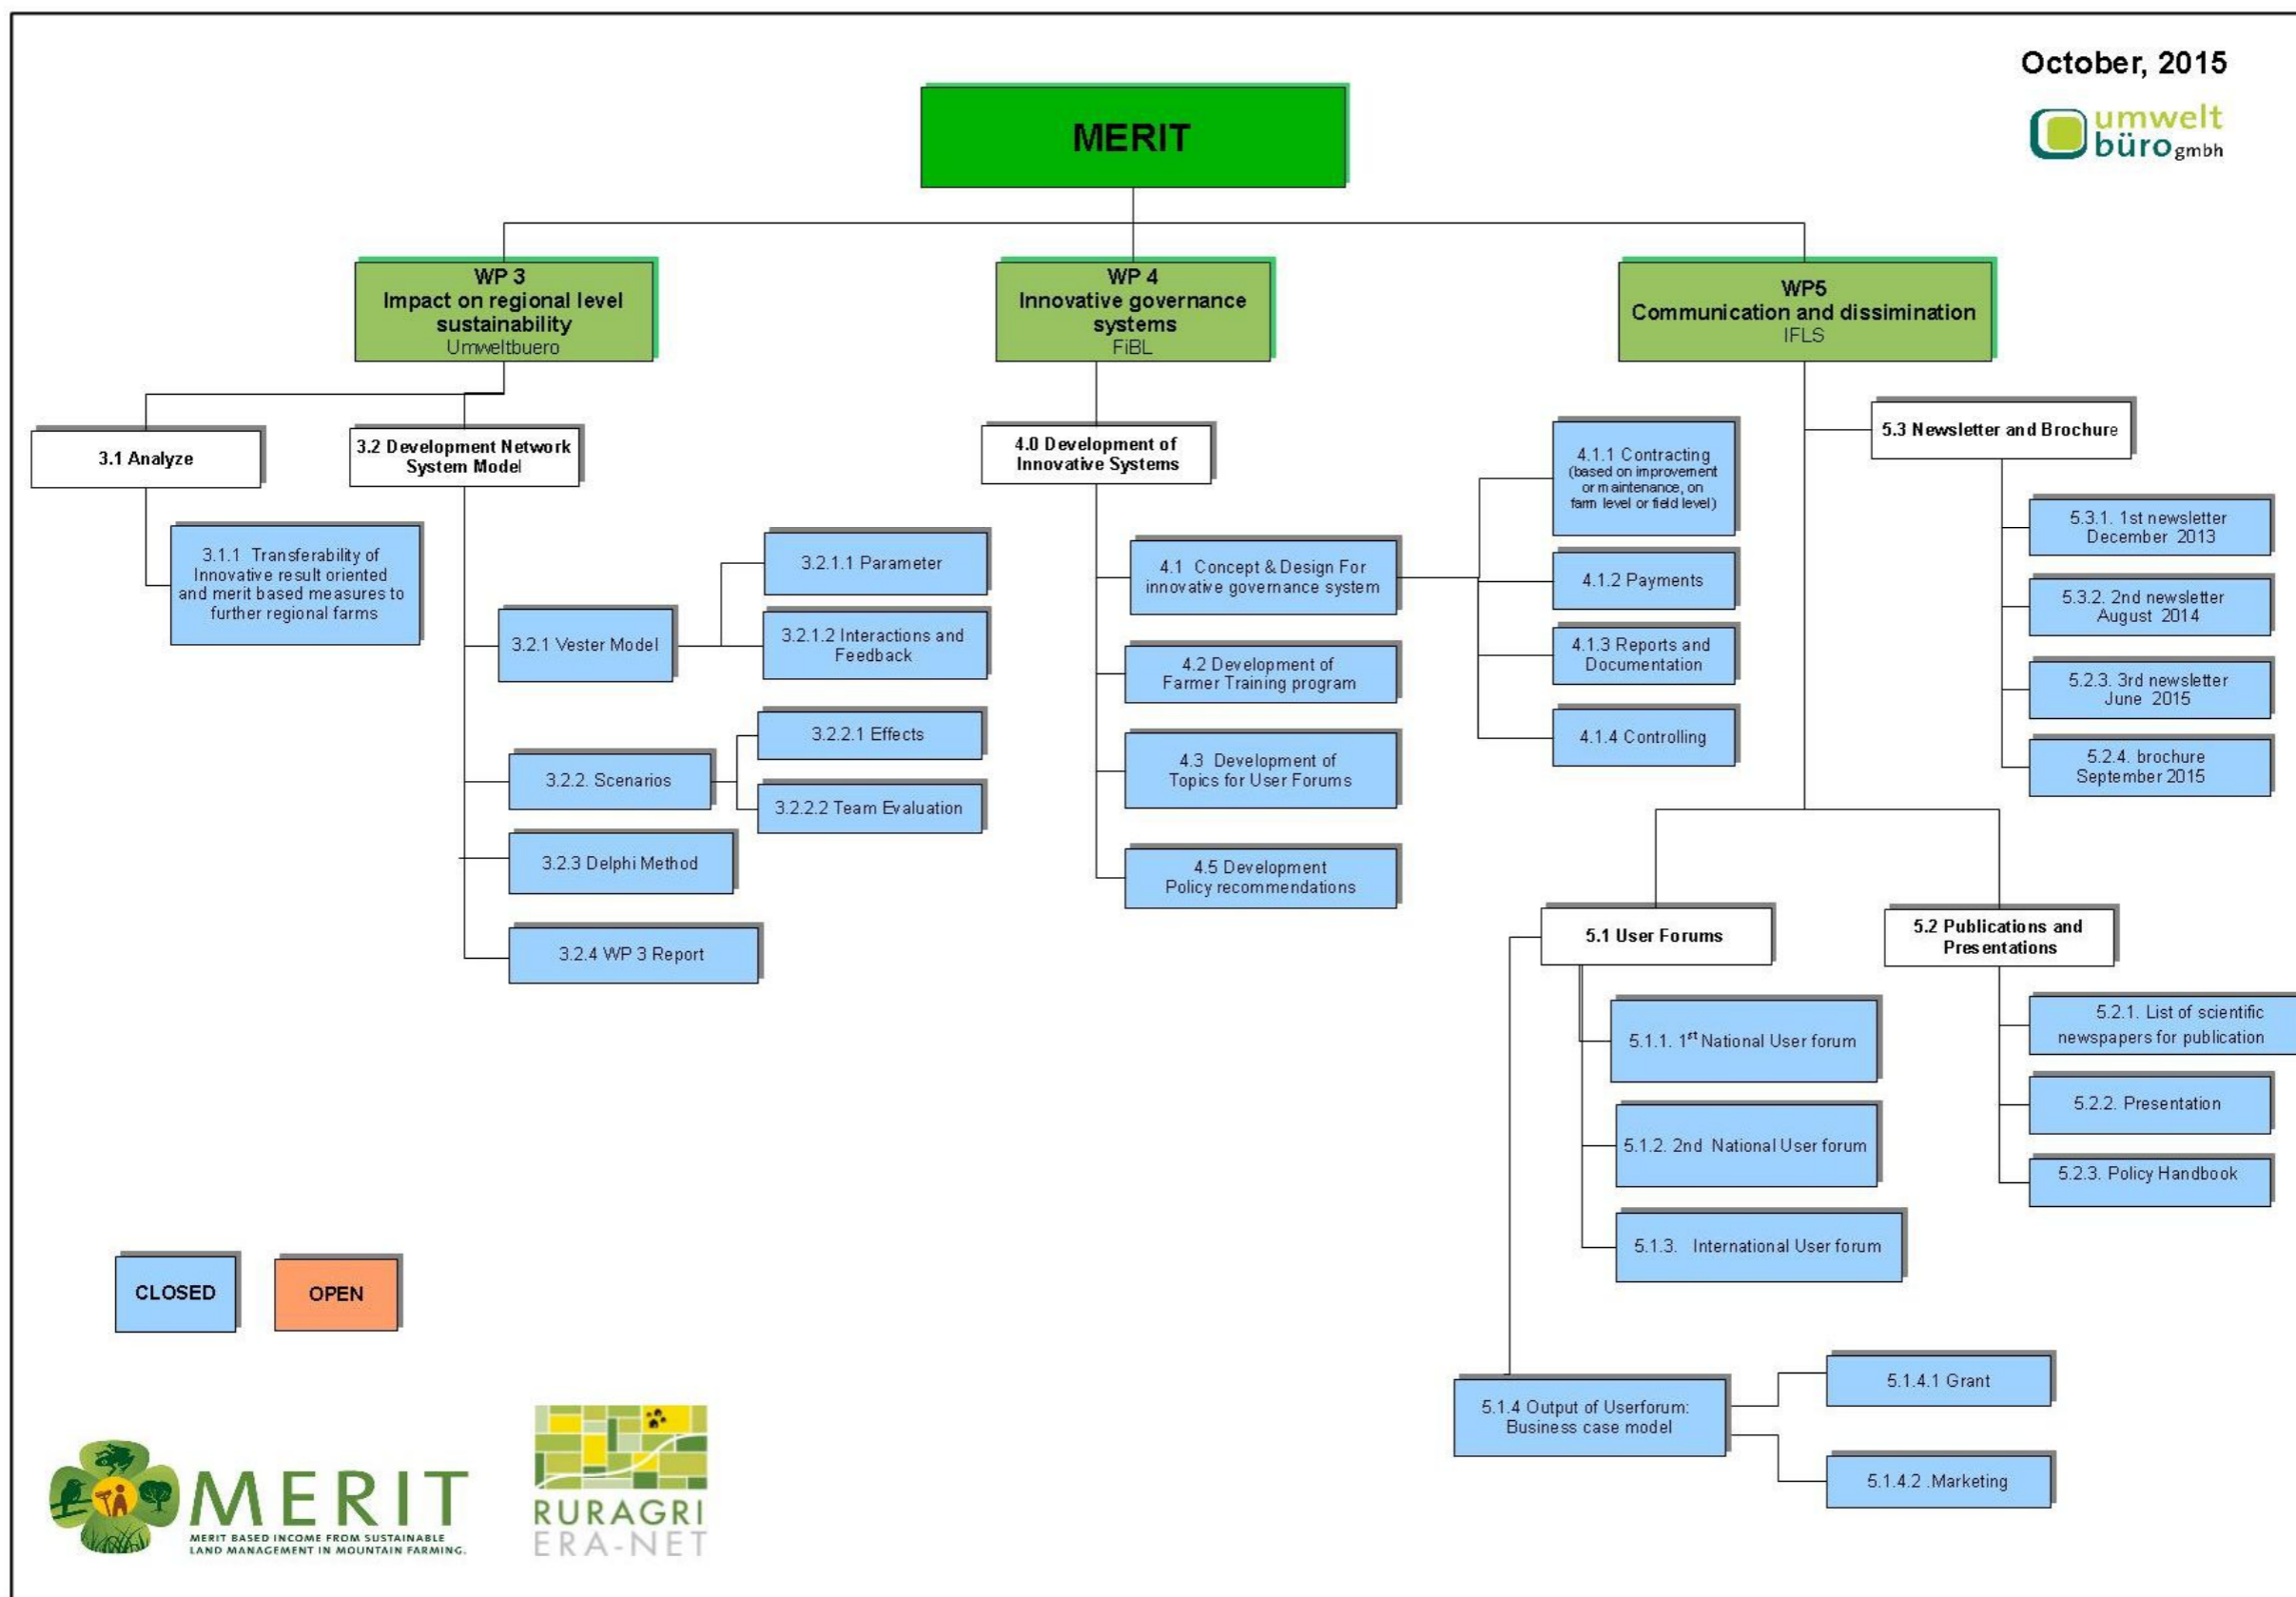 October, 2015
umwelt
büro gmbh
MERIT
WP 3
Impact on regional level
sustainability
Umweltbuero
WP 4
Innovative governance
systems
FiBL
WP5
Communication and dissimination
IFLS
3.1 Analyze
3.1.1 Transferability of
Innovative result oriented
and merit based measures to
further regional farms
3.2 Development Network
System Model
3.2.1 Vester Model
3.2.1.1 Parameter
3.2.1.2 Interactions and
Feedback
3.2.2. Scenarios
3.2.2.1 Effects
3.2.2.2 Team Evaluation
3.2.3 Delphi Method
3.2.4 WP 3 Report
4.0 Development of
Innovative Systems
4.1 Concept & Design For
innovative governance system
4.1.1 Contracting
(based on improvement
or maintenance, on
farm level or field level)
4.1.2 Payments
4.1.3 Reports and
Documentation
4.1.4 Controlling
4.2 Development of
Farmer Training program
4.3 Development of
Topics for User Forums
4.5 Development
Policy recommendations
5.3 Newsletter and Brochure
5.3.1. 1st newsletter
December 2013
5.3.2. 2nd newsletter
August 2014
5.2.3. 3rd newsletter
June 2015
5.2.4. brochure
September 2015
5.1 User Forums
5.1.1. 1st National User forum
5.1.2. 2nd National User forum
5.1.3. International User forum
5.1.4 Output of Userforum:
Business case model
5.1.4.1 Grant
5.1.4.2 .Marketing
5.2 Publications and
Presentations
5.2.1. List of scientific
newspapers for publication
5.2.2. Presentation
5.2.3. Policy Handbook
CLOSED
OPEN
MERIT
MERIT BASED INCOME FROM SUSTAINABLE
LAND MANAGEMENT IN MOUNTAIN FARMING.
RURAGRI
ERA-NET